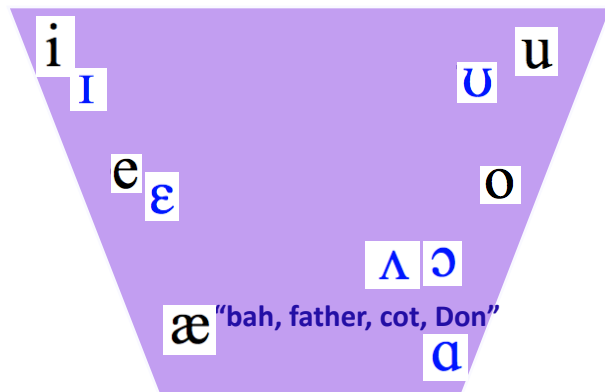 i u
ɪ ʊ
e o
ɛ
ʌ ɔ
æ “bah, father, cot, Don”
ɑ